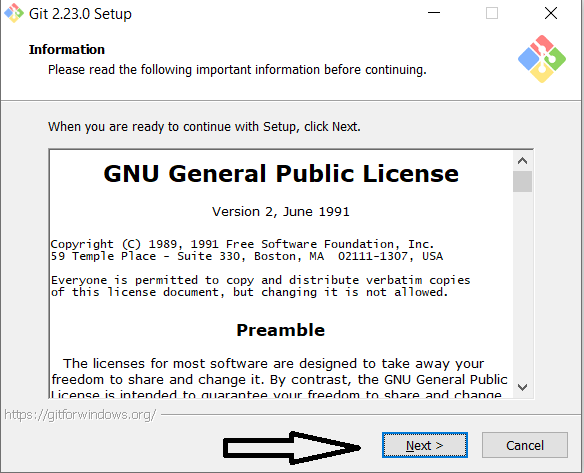 Git 2.23.0 Setup
Information
Please read the following important information before continuing.
When you are ready to continue with Setup, click Next.
GNU General Public License
Version 2, June 1991
Copyright (C) 1989, 1991 Free Software Foundation, Inc.
59 Temple Place - Suite 330, Boston, MA  02111-1307, USA
Everyone is permitted to copy and distribute verbatim copies
of this license document, but changing it is not allowed.
Preamble
The licenses for most software are designed to take away your
freedom to share and change it. By contrast, the GNU General Public
License is intended to guarantee your freedom to share and change
https://gitforwindows.org/
Next >
Cancel